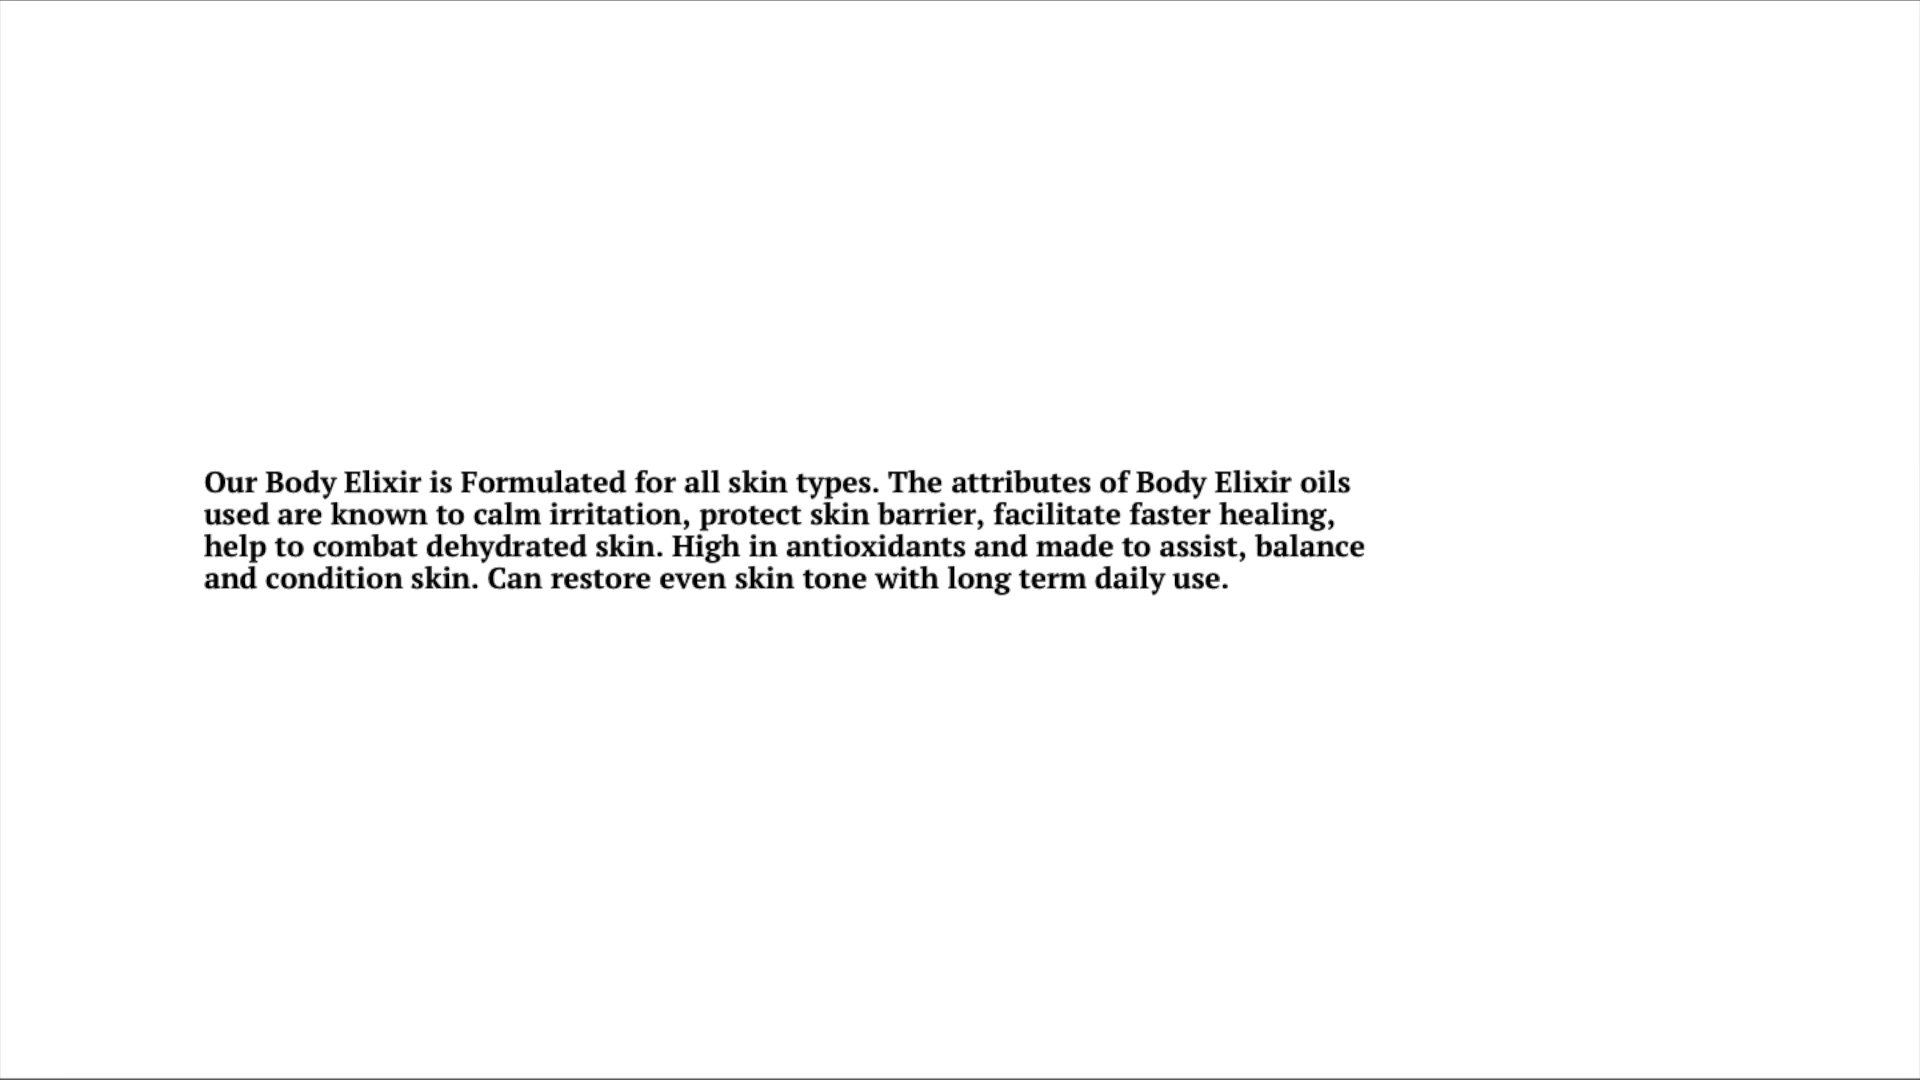 Our Body Elixir is Formulated for all skin types. The attributes of Body Elixir oils
used are known to calm irritation, protect skin barrier, facilitate faster healing,
help to combat dehydrated skin. High in antioxidants and made to assist, balance
and condition skin. Can restore even skin tone with long term daily use.